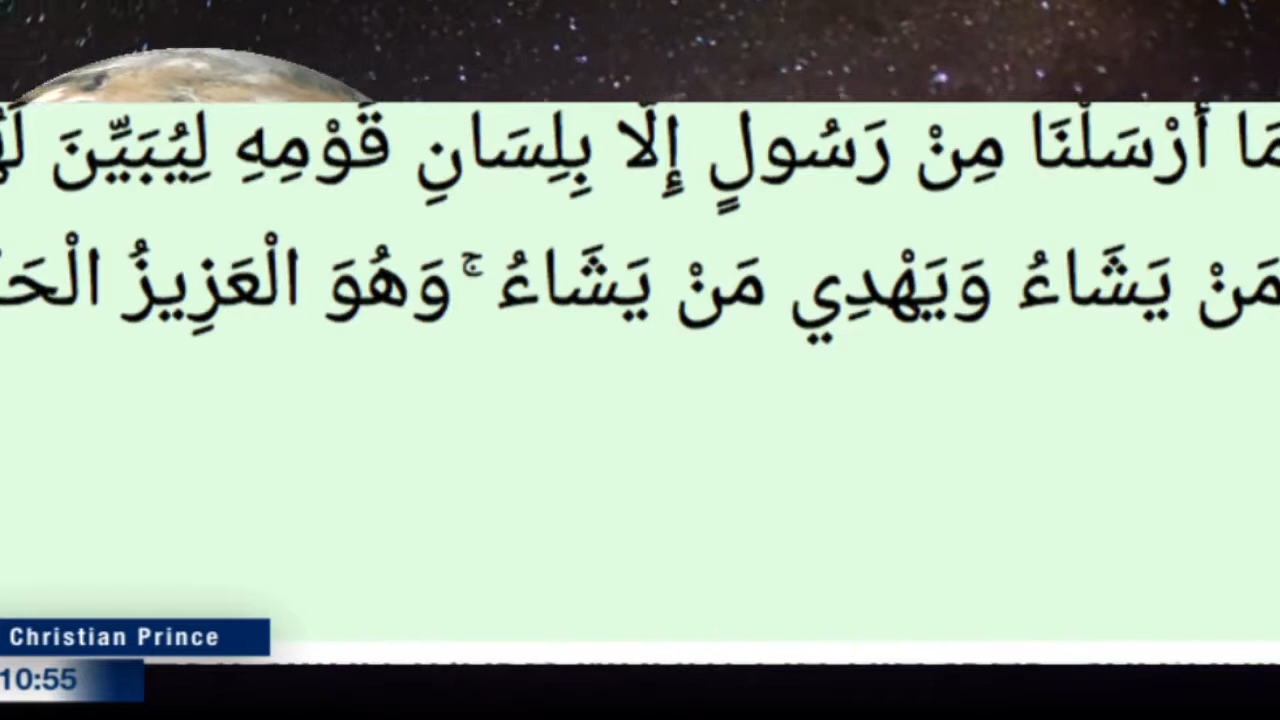 مَا أَرْسَلْنَا مِنْ رَسُولٍ إِلَّا بِلِسَانِ قَوْمِهِ لِيُبَيِّنَ
مَنْ يَشَاءُ وَيَهْدِي مَنْ يَشَاءُ ۚ وَهُوَ الْعَزِيزُ
Christian Prince
10:55